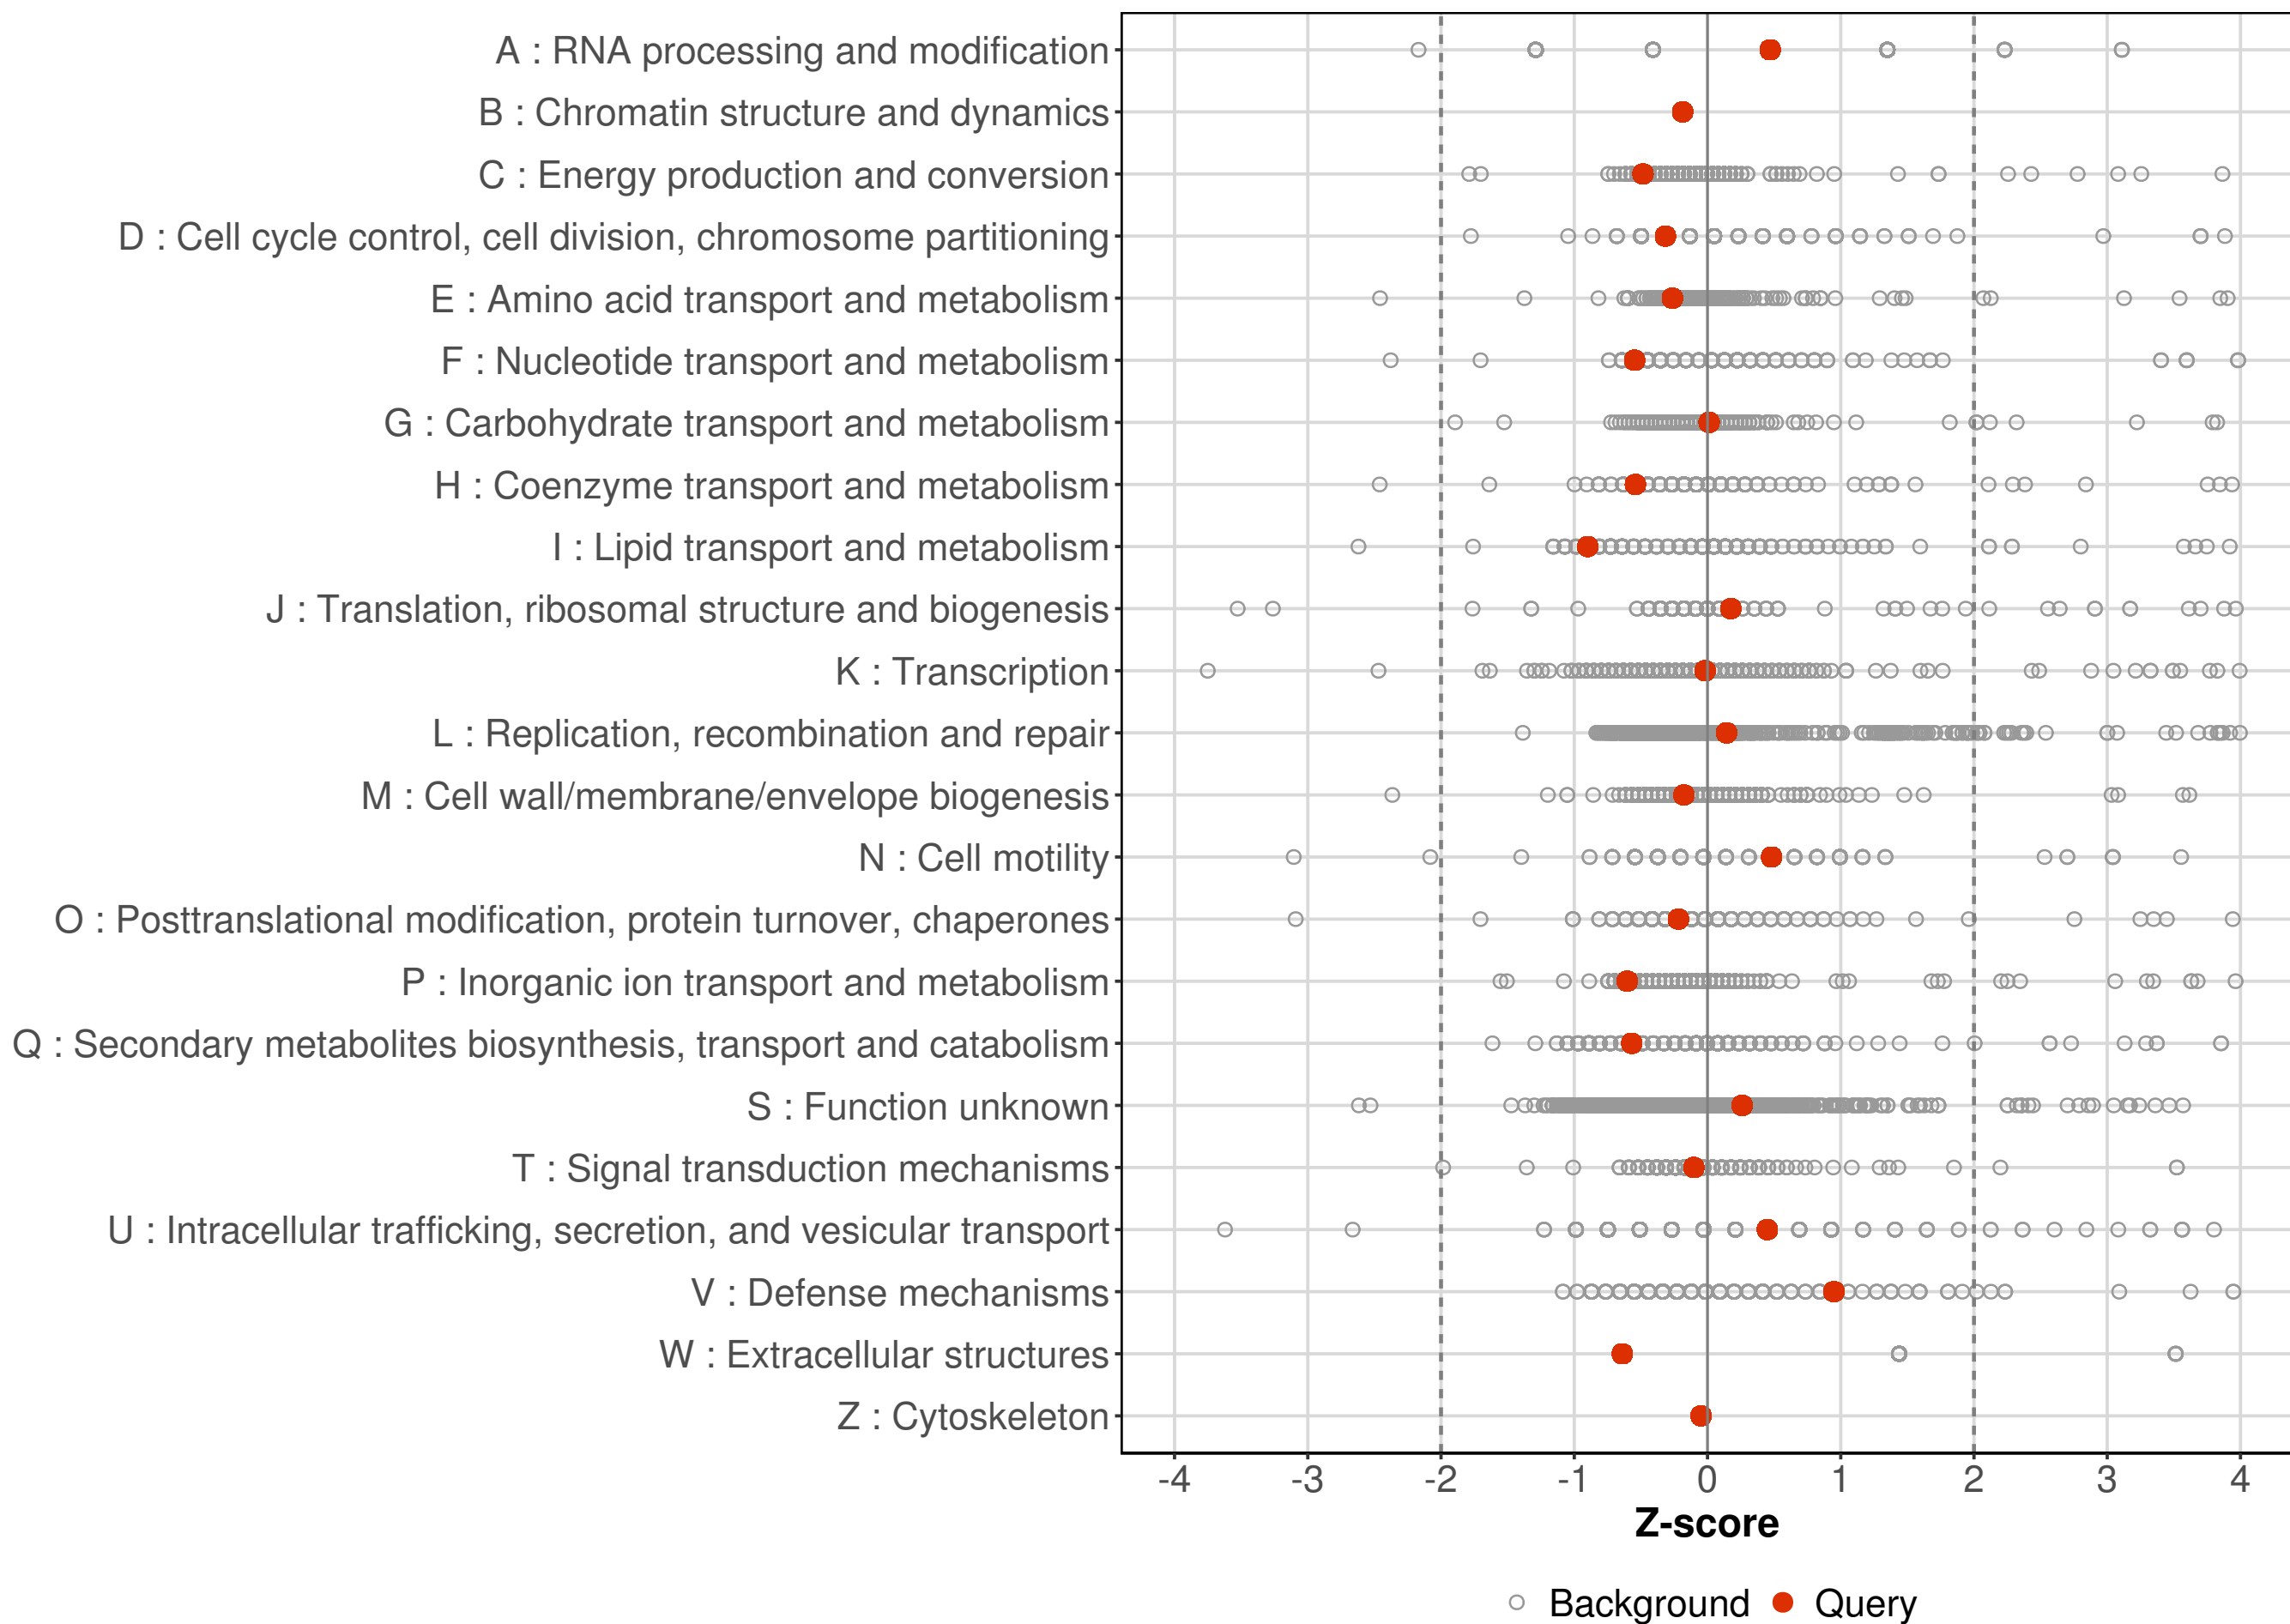 A : RNA processing and modification
B : Chromatin structure and dynamics
C : Energy production and conversion
D : Cell cycle control, cell division, chromosome partitioning
E : Amino acid transport and metabolism
F : Nucleotide transport and metabolism
G : Carbohydrate transport and metabolism
H : Coenzyme transport and metabolism
I : Lipid transport and metabolism
J : Translation, ribosomal structure and biogenesis
K : Transcription
L : Replication, recombination and repair
M : Cell wall/membrane/envelope biogenesis
N : Cell motility
O : Posttranslational modification, protein turnover, chaperones
P : Inorganic ion transport and metabolism
Q : Secondary metabolites biosynthesis, transport and catabolism
S : Function unknown
T : Signal transduction mechanisms
U : Intracellular trafficking, secretion, and vesicular transport
V : Defense mechanisms
W : Extracellular structures
Z : Cytoskeleton
-4 -3 -2 -1 0 1 2 3 4
Z-score
Background Query